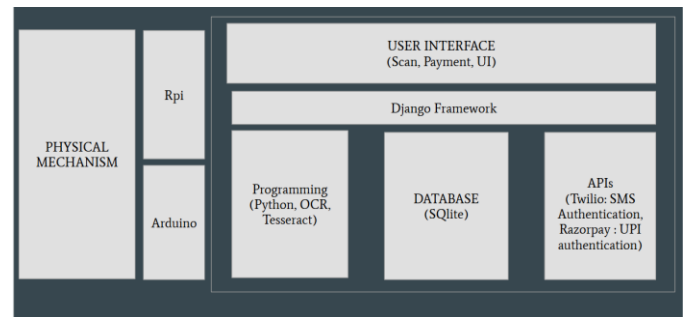 PHYSICAL
MECHANISM
Rpi
Arduino
USER INTERFACE
(Scan, Payment, UI)
Django Framework
Programming
(Python, OCR,
Tesseract)
DATABASE
(SQlite)
APIs
(Twilio: SMS
Authentication,
Razorpay : UPI
authentication)